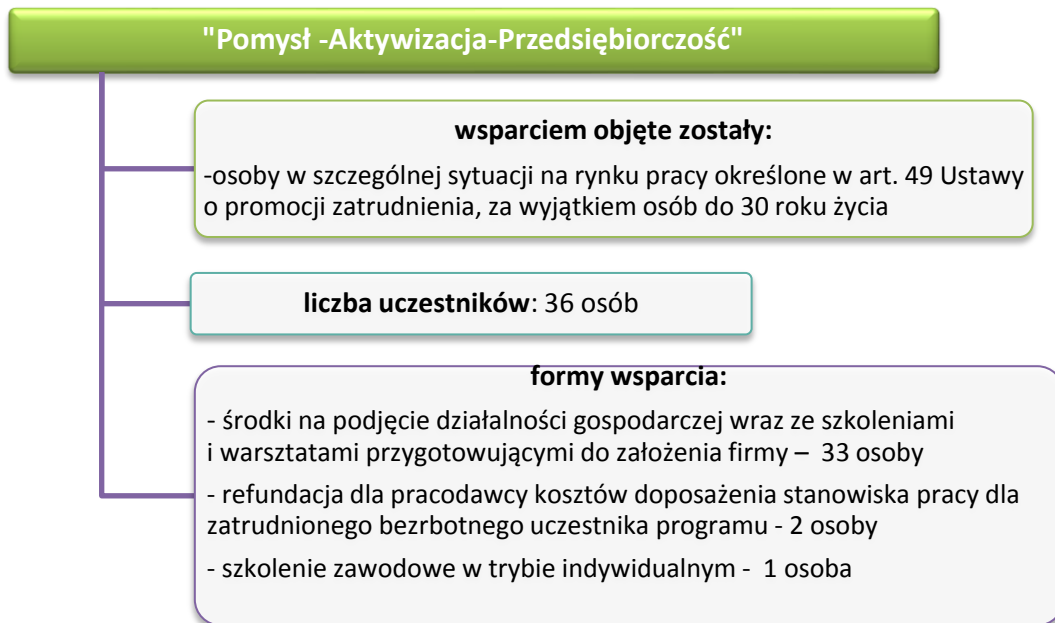 "Pomysł -Aktywizacja-Przedsiębiorczość"
wsparciem objęte zostały:
-osoby w szczególnej sytuacji na rynku pracy określone w art. 49 Ustawy
o promocji zatrudnienia, za wyjątkiem osób do 30 roku życia
liczba uczestników: 36 osób
formy wsparcia:
- środki na podjęcie działalności gospodarczej wraz ze szkoleniami
i warsztatami przygotowującymi do założenia firmy – 33 osoby
- refundacja dla pracodawcy kosztów doposażenia stanowiska pracy dla
zatrudnionego bezrbotnego uczestnika programu - 2 osoby
- szkolenie zawodowe w trybie indywidualnym - 1 osoba